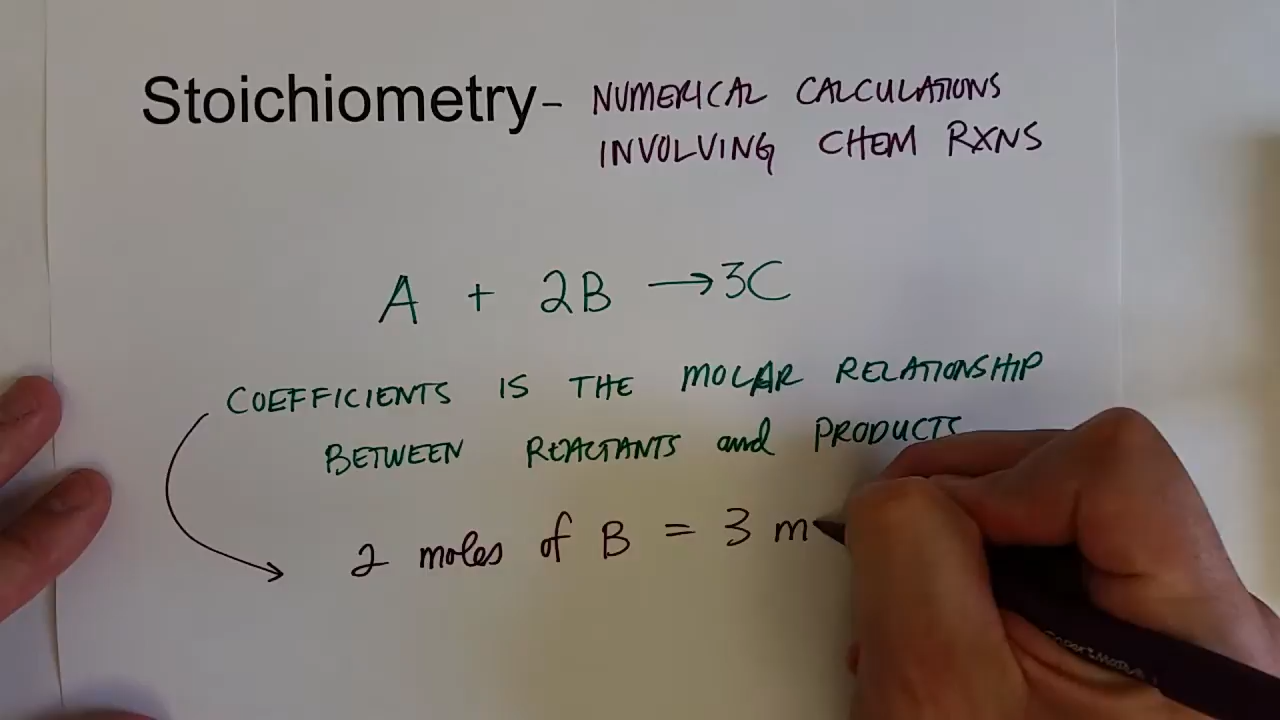 Stoichiometry- NUMERICAL CALCULATIONS
INVOLVING CHEM RXNS
A + 2B → 3C
COEFFICIENTS IS THE MOLAR RELATIONSHIP
BETWEEN REACTANTS and PRODUCTS
2 moles of B = 3 m